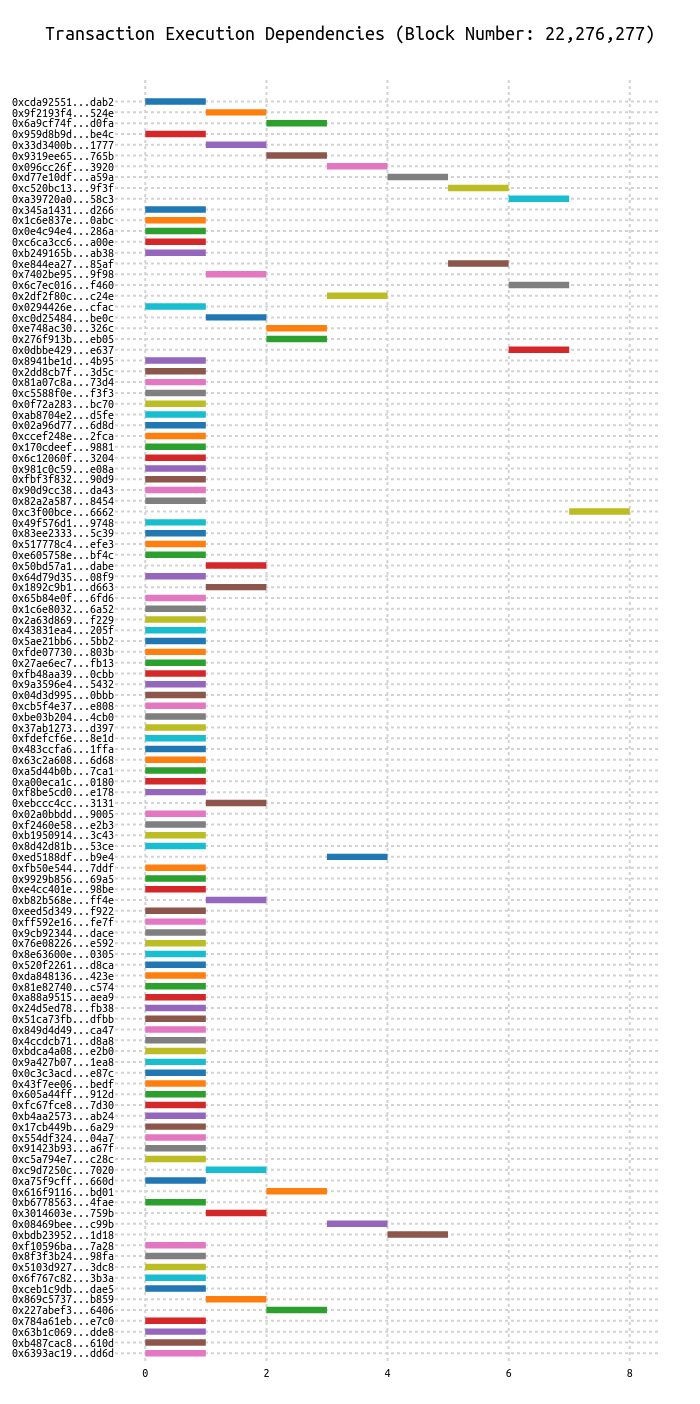 Transaction Execution Dependencies (Block Number: 22,276,277)
0xcda92551...dab2
0x9f2193f4...524e
0x6a9cf74f...d0fa
0x959d8b9d...be4c
0x33d3400b...1777
0x9319ee65...765b
0x096cc26f...3920
0xd77e10df...a59a
0xc520bc13...9f3f
0xa39720a0...58c3
0x345a1431...d266
0x1c6e837e...0abc
0x0e4c94e4...286a
0xc6ca3cc6...a00e
0xb249165b...ab38
0xe844ea27...85af
0x7402be95...9f98
0x6c7ec016...f460
0x2df2f80c...c24e
0x0294426e...cfac
0xc0d25484...be0c
0xe748ac30...326c
0x276f913b...eb05
0x0dbbe429...e637
0x8941be1d...4b95
0x2dd8cb7f...3d5c
0x81a07c8a...73d4
0xc5588f0e...f3f3
0x0f72a283...bc70
0xab8704e2...d5fe
0x02a96d77...6d8d
0xccef248e...2fca
0x170cdeef...9881
0x6c12060f...3204
0x981c0c59...e08a
0xfbf3f832...90d9
0x90d9cc38...da43
0x82a2a587...8454
0xc3f00bce...6662
0x49f576d1...9748
0x83ee2333...5c39
0x517778c4...efe3
0xe605758e...bf4c
0x50bd57a1...dabe
0x64d79d35...08f9
0x1892c9b1...d663
0x65b84e0f...6fd6
0x1c6e8032...6a52
0x2a63d869...f229
0x43831ea4...205f
0x5ae21bb6...5bb2
0xfde07730...803b
0x27ae6ec7...fb13
0xfb48aa39...0cbb
0x9a3596e4...5432
0x04d3d995...0bbb
0xcb5f4e37...e808
0xbe03b204...4cb0
0x37ab1273...d397
0xfdefcf6e...8e1d
0x483ccfa6...1ffa
0x63c2a608...6d68
0xa5d44b0b...7ca1
0xa00eca1c...0180
0xf8be5cd0...e178
0xebccc4cc...3131
0x02a0bbdd...9005
0xf2460e58...e2b3
0xb1950914...3c43
0x8d42d81b...53ce
0xed5188df...b9e4
0xfb50e544...7ddf
0x9929b856...69a5
0xe4cc401e...98be
0xb82b568e...ff4e
0xeed5d349...f922
0xff592e16...fe7f
0x9cb92344...dace
0x76e08226...e592
0x8e63600e...0305
0x520f2261...d8ca
0xda848136...423e
0x81e82740...c574
0xa88a9515...aea9
0x24d5ed78...fb38
0x51ca73fb...dfbb
0x849d4d49...ca47
0x4ccdcb71...d8a8
0xbdca4a08...e2b0
0x9a427b07...1ea8
0x0c3c3acd...e87c
0x43f7ee06...bedf
0x605a44ff...912d
0xfc67fce8...7d30
0xb4aa2573...ab24
0x17cb449b...6a29
0x554df324...04a7
0x91423b93...a67f
0xc5a794e7...c28c
0xc9d7250c...7020
0xa75f9cff...660d
0x616f9116...bd01
0xb6778563...4fae
0x3014603e...759b
0x08469bee...c99b
0xbdb23952...1d18
0xf10596ba...7a28
0x8f3f3b24...98fa
0x5103d927...3dc8
0x6f767c82...3b3a
0xceb1c9db...dae5
0x869c5737...b859
0x227abef3...6406
0x784a61eb...e7c0
0x63b1c069...dde8
0xb487cac8...610d
0x6393ac19...dd6d
0 2 4 6 8